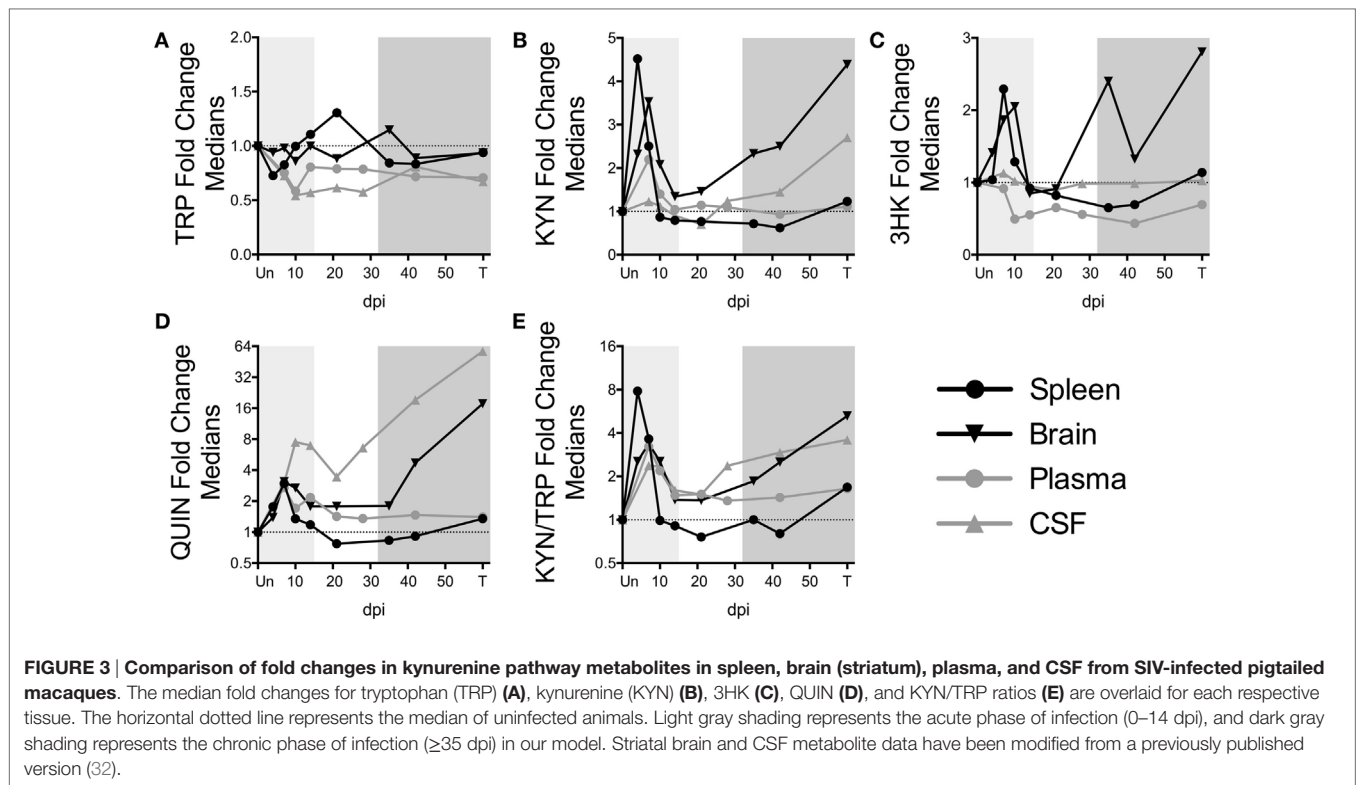 A
TRP Fold Change
Medians
2.0
1.5
1.0
0.5
0.0
Un 10 20 30 40 50 T
dpi
B
KYN Fold Change
Medians
5
4
3
2
1
0
Un 10 20 30 40 50 T
dpi
C
3HK Fold Change
Medians
3
2
1
0
Un 10 20 30 40 50 T
dpi
D
QUIN Fold Change
Medians
64
32
16
8
4
2
1
0.5
Un 10 20 30 40 50 T
dpi
E
KYN/TRP Fold Change
Medians
16
8
4
2
1
0.5
Un 10 20 30 40 50 T
dpi
Spleen
Brain
Plasma
CSF
FIGURE 3 | Comparison of fold changes in kynurenine pathway metabolites in spleen, brain (striatum), plasma, and CSF from SIV-infected pigtailed
macaques. The median fold changes for tryptophan (TRP) (A), kynurenine (KYN) (B), 3HK (C), QUIN (D), and KYN/TRP ratios (E) are overlaid for each respective
tissue. The horizontal dotted line represents the median of uninfected animals. Light gray shading represents the acute phase of infection (0–14 dpi), and dark gray
shading represents the chronic phase of infection (≥35 dpi) in our model. Striatal brain and CSF metabolite data have been modified from a previously published
version (32).